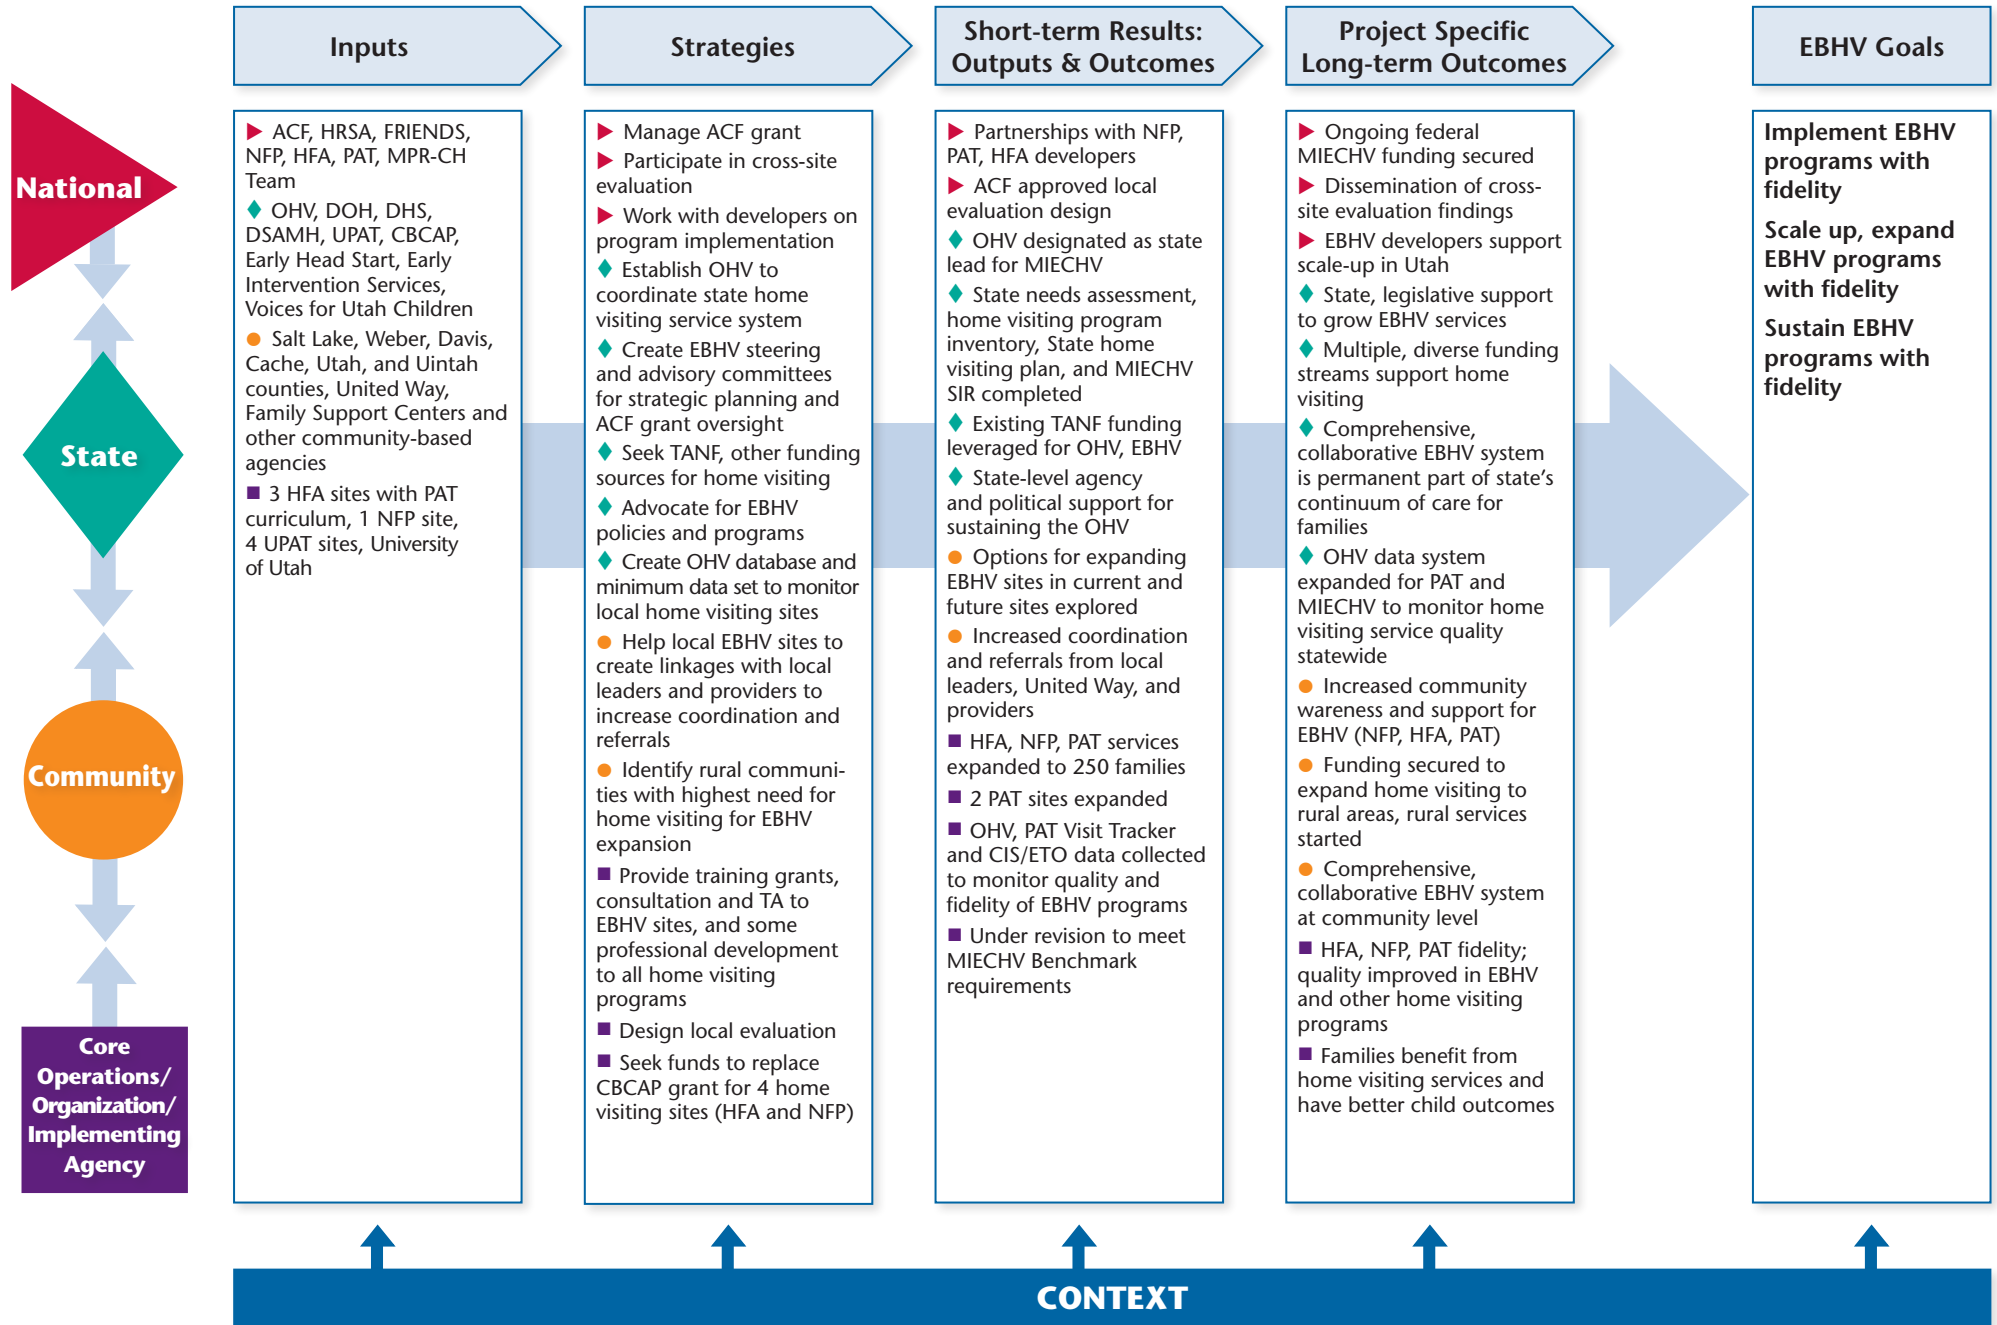 Inputs
Strategies
Short-term Results:
Outputs & Outcomes
Project Specific
Long-term Outcomes
EBHV Goals
National
State
Community
Core
Operations/
Organization/
Implementing
Agency
ACF, HRSA, FRIENDS,
NFP, HFA, PAT, MPR-CH
Team
OHV, DOH, DHS,
DSAMH, UPAT, CBCAP,
Early Head Start, Early
Intervention Services,
Voices for Utah Children
Salt Lake, Weber, Davis,
Cache, Utah, and Uintah
counties, United Way,
Family Support Centers and
other community-based
agencies
3 HFA sites with PAT
curriculum, 1 NFP site,
4 UPAT sites, University
of Utah
Manage ACF grant
Participate in cross-site
evaluation
Work with developers on
program implementation
Establish OHV to
coordinate state home
visiting service system
Create EBHV steering
and advisory committees
for strategic planning and
ACF grant oversight
Seek TANF, other funding
sources for home visiting
Advocate for EBHV
policies and programs
Create OHV database and
minimum data set to monitor
local home visiting sites
Help local EBHV sites to
create linkages with local
leaders and providers to
increase coordination and
referrals
Identify rural communi-
ties with highest need for
home visiting for EBHV
expansion
Provide training grants,
consultation and TA to
EBHV sites, and some
professional development
to all home visiting
programs
Design local evaluation
Seek funds to replace
CBCAP grant for 4 home
visiting sites (HFA and NFP)
Partnerships with NFP,
PAT, HFA developers
ACF approved local
evaluation design
OHV designated as state
lead for MIECHV
State needs assessment,
home visiting program
inventory, State home
visiting plan, and MIECHV
SIR completed
Existing TANF funding
leveraged for OHV, EBHV
State-level agency
and political support for
sustaining the OHV
Options for expanding
EBHV sites in current and
future sites explored
Increased coordination
and referrals from local
leaders, United Way, and
providers
HFA, NFP, PAT services
expanded to 250 families
2 PAT sites expanded
OHV, PAT Visit Tracker
and CIS/ETO data collected
to monitor quality and
fidelity of EBHV programs
Under revision to meet
MIECHV Benchmark
requirements
Ongoing federal
MIECHV funding secured
Dissemination of cross-
site evaluation findings
EBHV developers support
scale-up in Utah
State, legislative support
to grow EBHV services
Multiple, diverse funding
streams support home
visiting
Comprehensive,
collaborative EBHV system
is permanent part of state’s
continuum of care for
families
OHV data system
expanded for PAT and
MIECHV to monitor home
visiting service quality
statewide
Increased community
wareness and support for
EBHV (NFP, HFA, PAT)
Funding secured to
expand home visiting to
rural areas, rural services
started
Comprehensive,
collaborative EBHV system
at community level
HFA, NFP, PAT fidelity;
quality improved in EBHV
and other home visiting
programs
Families benefit from
home visiting services and
have better child outcomes
Implement EBHV
programs with
fidelity
Scale up, expand
EBHV programs
with fidelity
Sustain EBHV
programs with
fidelity
CONTEXT